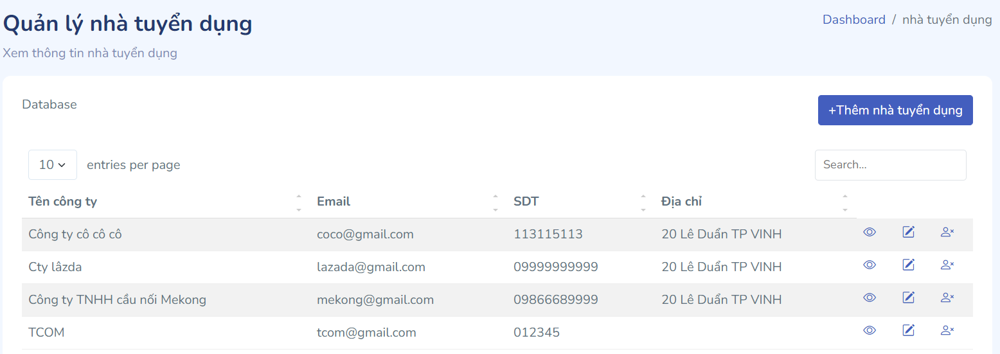 Quản lý nhà tuyển dụng
Dashboard / nhà tuyển dụng
Xem thông tin nhà tuyển dụng
Database
+Thêm nhà tuyển dụng
10 entries per page
Search...
Tên công ty Email SDT Địa chỉ
Công ty cô cô cô coco@gmail.com 113115113 20 Lê Duẩn TP VINH
Cty lâzda lazada@gmail.com 09999999999 20 Lê Duẩn TP VINH
Công ty TNHH cầu nối Mekong mekong@gmail.com 09866689999 20 Lê Duẩn TP VINH
TCOM tcom@gmail.com 012345